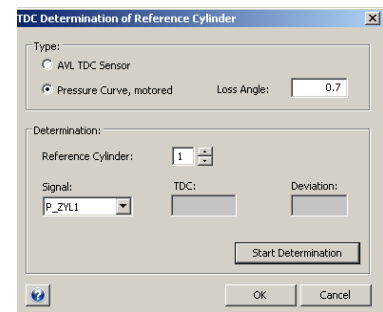 TDC Determination of Reference Cylinder
Type:
AVL TDC Sensor
Pressure Curve, motored Loss Angle: 0.7
Determination:
Reference Cylinder: 1
Signal: TDC: Deviation:
P_ZYL1
Start Determination
? OK Cancel